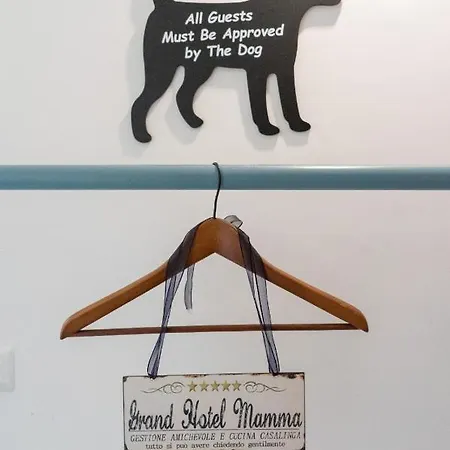 All Guests
Must Be Approved
by The Dog
Grand Hotel Mamma
GESTIONE AMICHEVOLE E CUCINA CASALINGA
tutto si può avere chiedendo gentilmente